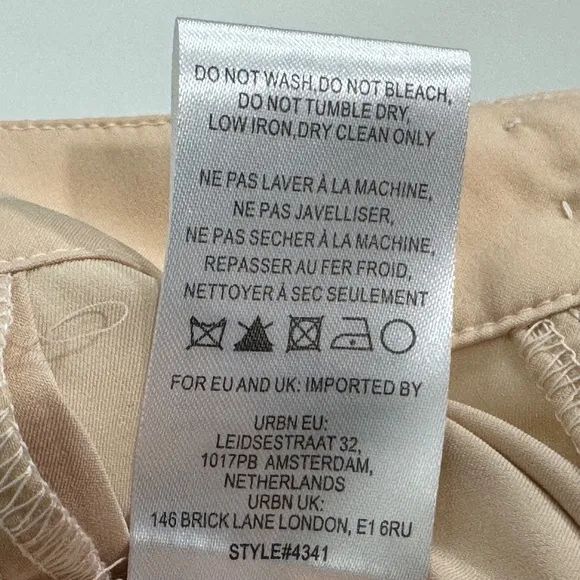 DO NOT WASH,DO NOT BLEACH,
DO NOT TUMBLE DRY,
LOW IRON,DRY CLEAN ONLY
NE PAS LAVER À LA MACHINE,
NE PAS JAVELLISER,
NE PAS SECHER À LA MACHINE,
REPASSER AU FER FROID,
NETTOYER À SEC SEULEMENT
FOR EU AND UK: IMPORTED BY
URBN EU:
LEIDSESTRAAT 32,
1017PB AMSTERDAM,
NETHERLANDS
URBN UK:
146 BRICK LANE LONDON, E1 6RU
STYLE#4341